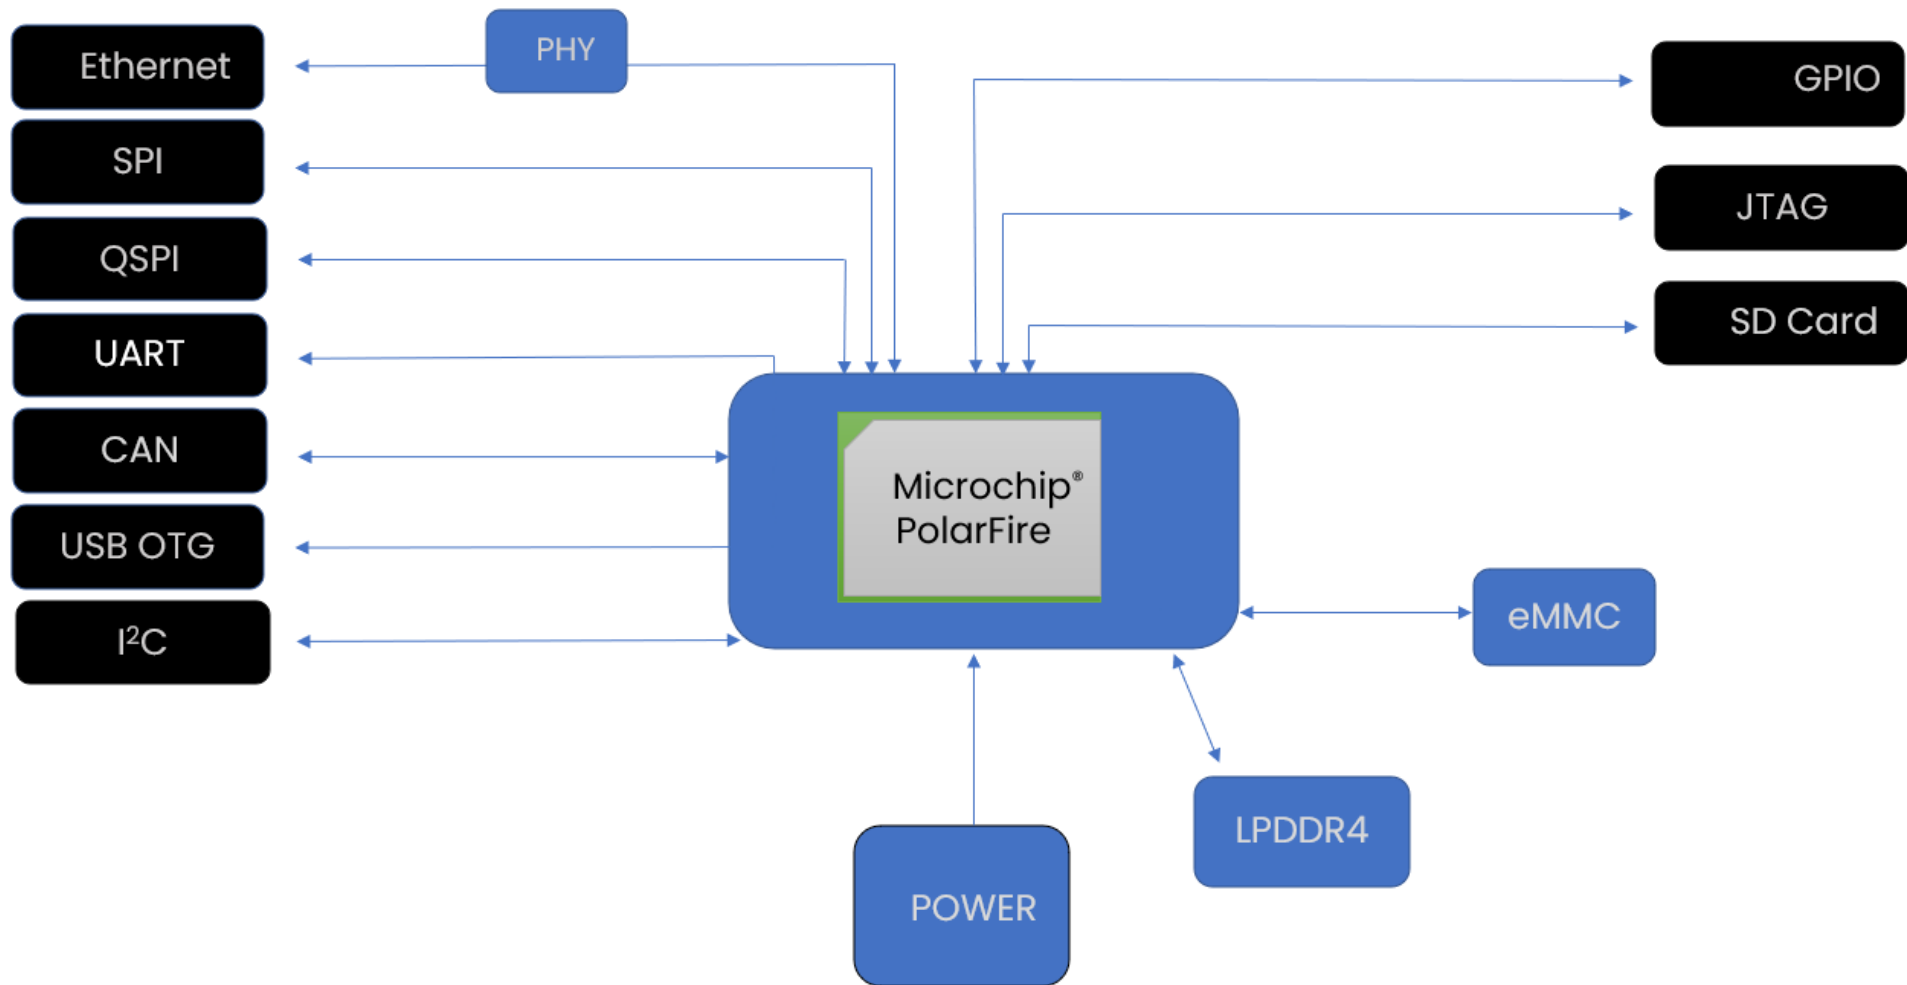 Ethernet
PHY
GPIO
SPI
JTAG
QSPI
SD Card
UART
CAN
Microchip®
PolarFire
USB OTG
eMMC
I²C
LPDDR4
POWER